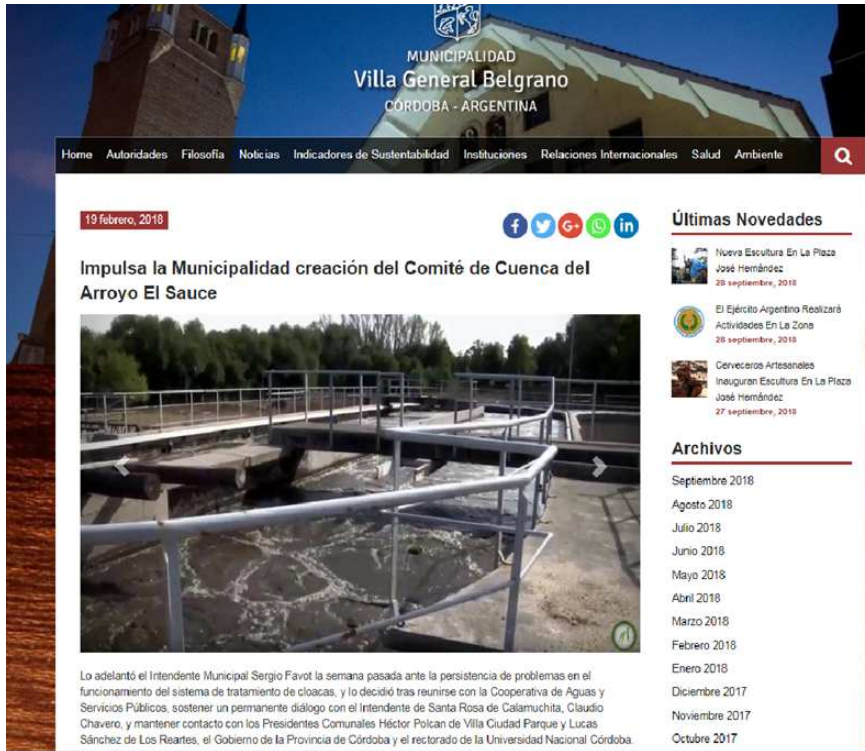 MUNICIPALIDAD
Villa General Belgrano
CÓRDOBA - ARGENTINA
Home Autoridades Filosofía Noticias Indicadores de Sustentabilidad Instituciones Relaciones Internacionales Salud Ambiente
19 febrero, 2018
Impulsa la Municipalidad creación del Comité de Cuenca del
Arroyo El Sauce
Lo adelantó el Intendente Municipal Sergio Favot la semana pasada ante la persistencia de problemas en el
funcionamiento del sistema de tratamiento de cloacas, y lo decidió tras reunirse con la Cooperativa de Aguas y
Servicios Públicos, sostener un permanente diálogo con el Intendente de Santa Rosa de Calamuchita, Claudio
Chavero, y mantener contacto con los Presidentes Comunales Héctor Polcan de Villa Ciudad Parque y Lucas
Sánchez de Los Reartes, el Gobierno de la Provincia de Córdoba y el rectorado de la Universidad Nacional Córdoba.
Últimas Novedades
Nueva Escultura En La Plaza
José Hernández
28 septiembre, 2018
El Ejército Argentino Realizará
Actividades En La Zona
28 septiembre, 2018
Cerveceros Artesanales
Inauguran Escultura En La Plaza
José Hernández
27 septiembre, 2018
Archivos
Septiembre 2018
Agosto 2018
Julio 2018
Junio 2018
Mayo 2018
Abril 2018
Marzo 2018
Febrero 2018
Enero 2018
Diciembre 2017
Noviembre 2017
Octubre 2017